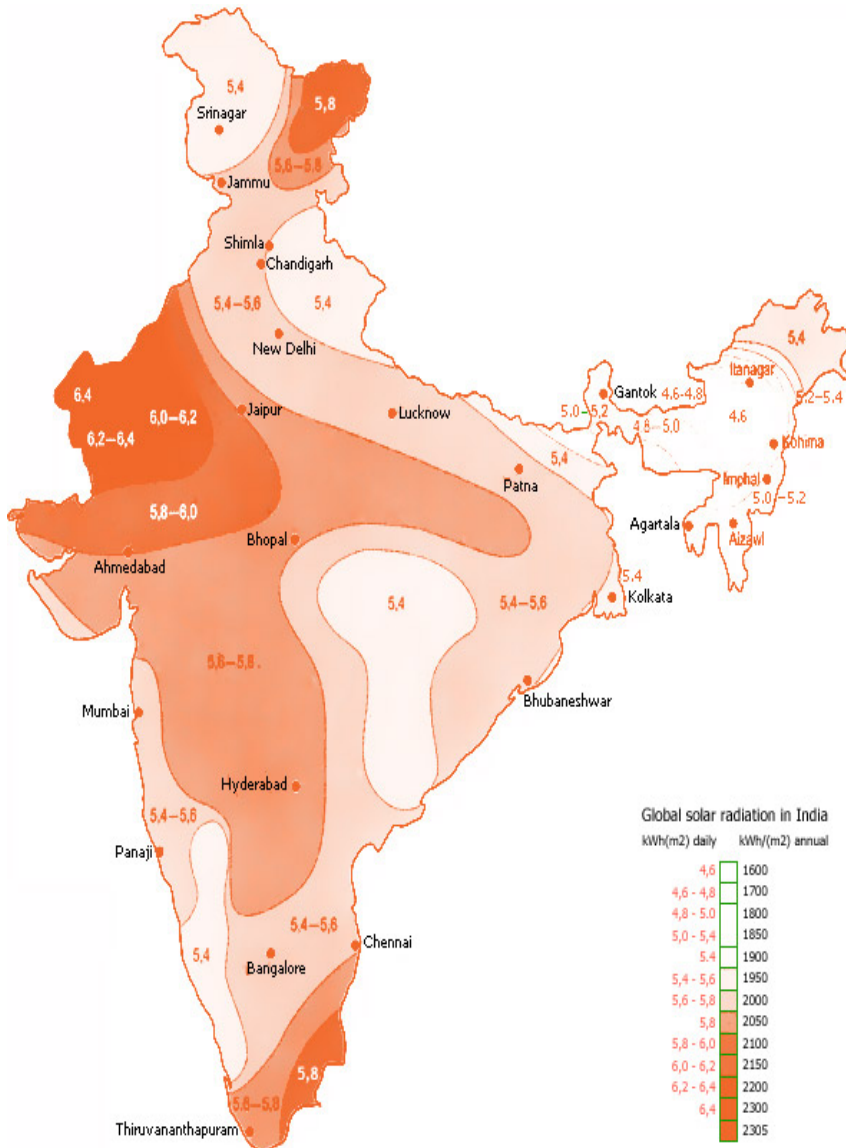 5,4
Srinagar
5,8
5,6–5,8
Jammu
Shimla
Chandigarh
5,4–5,6
5,4
New Delhi
5,4
Itanagar
Gantok
4.6-4.8
5.2–5.4
6,4
6,0–6,2
Jaipur
Lucknow
5.0–5.2
4.8–5.0
4.6
6,2–6,4
Kohima
5,4
Patna
Imphal
5.0–5.2
5,8–6,0
Bhopal
Agartala
Aizawl
Ahmedabad
5,4
5,4–5,6
5.4
Kolkata
Bhubaneshwar
Mumbai
Hyderabad
5,4–5,6
Panaji
5,4–5,6
Chennai
5,4
Bangalore
5,8
5,6–5,8
Thiruvananthapuram
Global solar radiation in India
kWh(m2) daily kWh/(m2) annual
4,6 1600
4,6 - 4,8 1700
4,8 - 5.0 1800
5,0 - 5,4 1850
5.4 1900
5,4 - 5,6 1950
5,6 - 5,8 2000
5,8 2050
5,8 - 6,0 2100
6,0 - 6,2 2150
6,2 - 6,4 2200
6,4 2300
2305